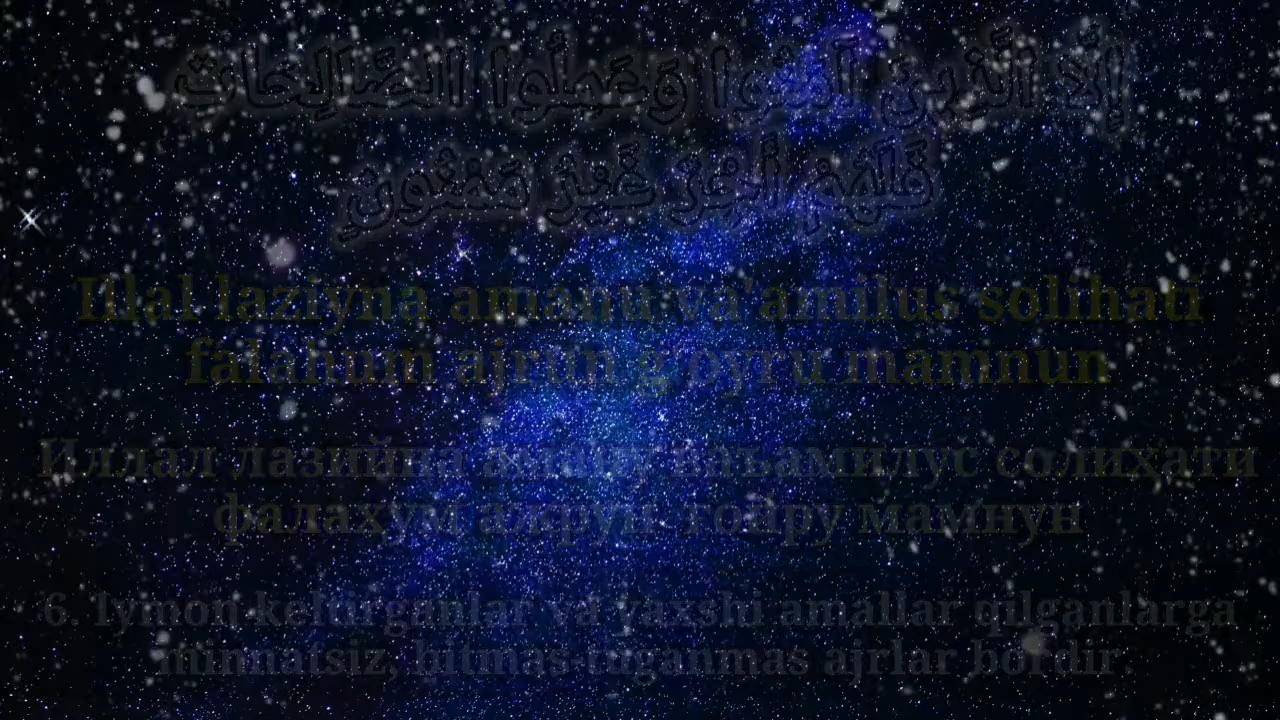 إِلَّا الَّذِينَ آمَنُوا وَعَمِلُوا الصَّالِحَاتِ
فَلَهُمْ أَجْرٌ غَيْرُ مَمْنُونٍ
Illal laziyna amanu va'amilus solihati
falahum ajrun g'oyru mamnun
Иллал лазийна аману ваъамилус солихати
фалаҳум ажрун ғойру мамнун
6. Iymon keltirganlar va yaxshi amallar qilganlarga
minnatsiz, bitmas-tuganmas ajrlar bordir.